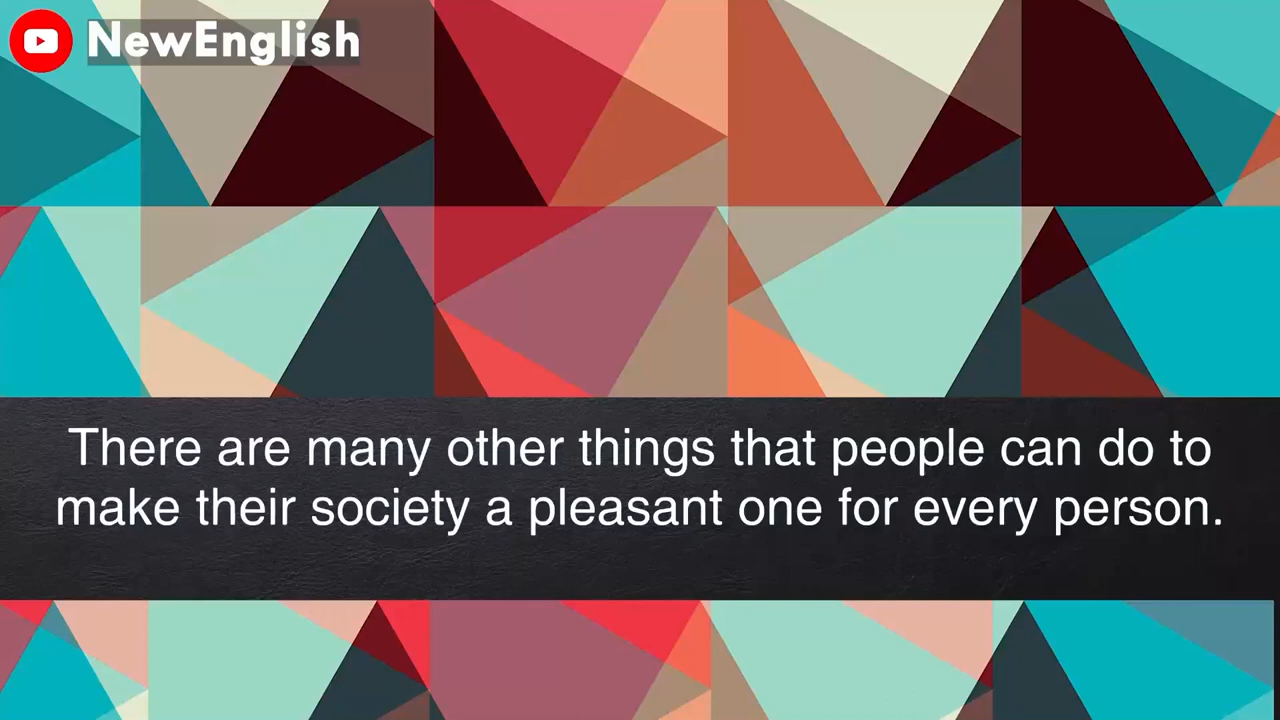 NewEnglish
There are many other things that people can do to
make their society a pleasant one for every person.